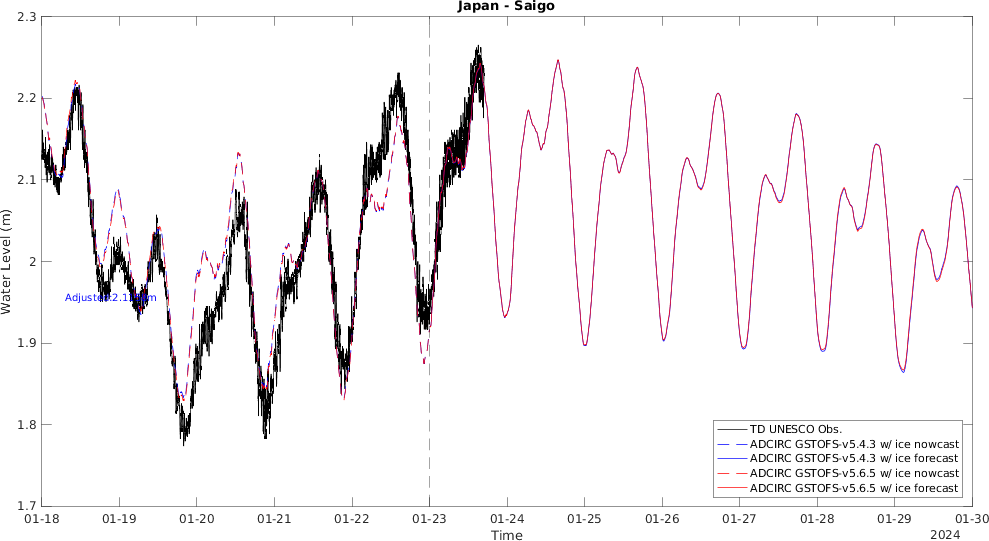 Japan - Saigo
2.3
2.2
2.1
2
1.9
1.8
1.7
Water Level (m)
01-18
01-19
01-20
01-21
01-22
01-23
01-24
01-25
01-26
01-27
01-28
01-29
01-30
Time
2024
TD UNESCO Obs.
ADCIRC GSTOFS-v5.4.3 w/ ice nowcast
ADCIRC GSTOFS-v5.4.3 w/ ice forecast
ADCIRC GSTOFS-v5.6.5 w/ ice nowcast
ADCIRC GSTOFS-v5.6.5 w/ ice forecast